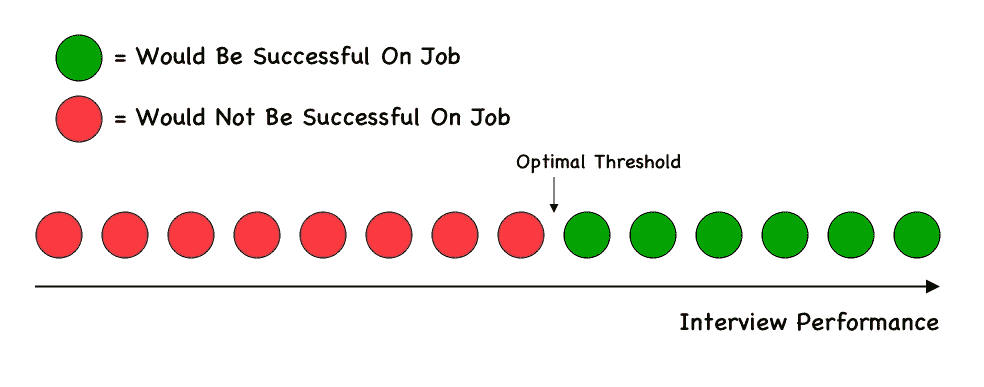 = Would Be Successful On Job
= Would Not Be Successful On Job
Optimal Threshold
Interview Performance